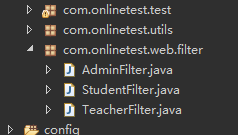 com.onlinetest.test
com.onlinetest.utils
com.onlinetest.web.filter
AdminFilter.java
StudentFilter.java
TeacherFilter.java
config